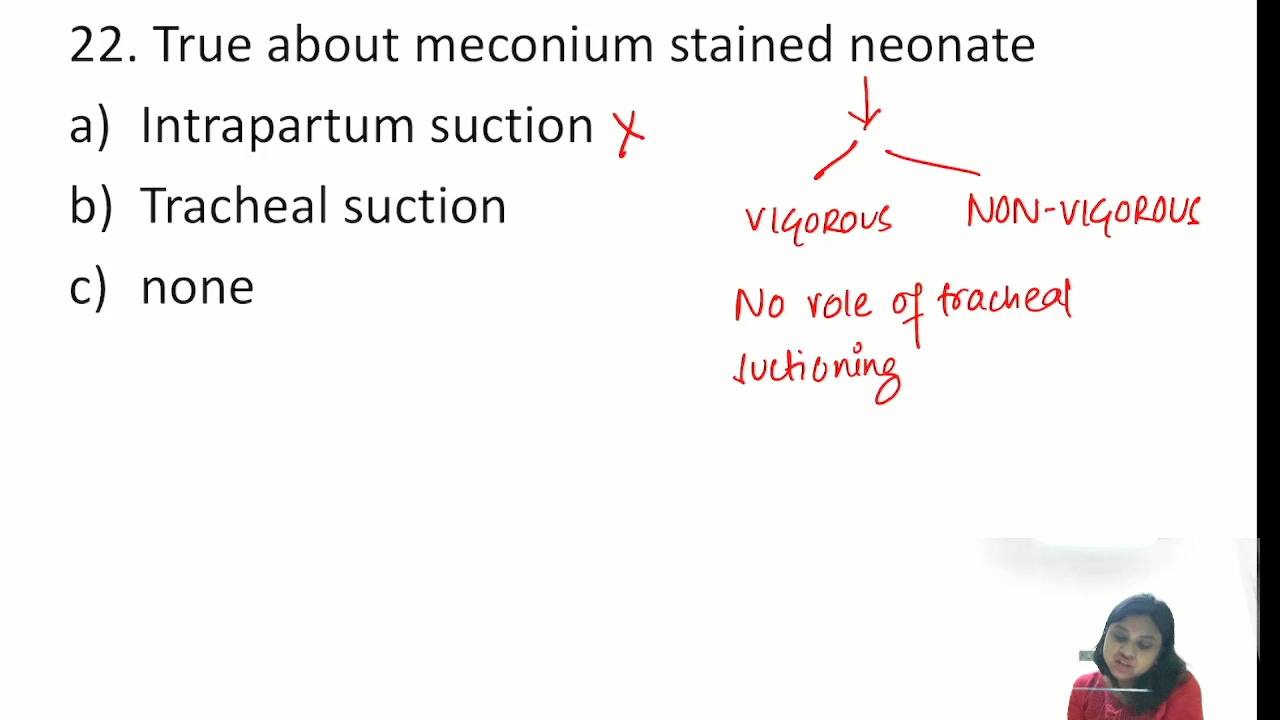 22. True about meconium stained neonate
a) Intrapartum suction X
b) Tracheal suction
c) none
VIGOROUS NON-VIGOROUS
No role of tracheal
suctioning